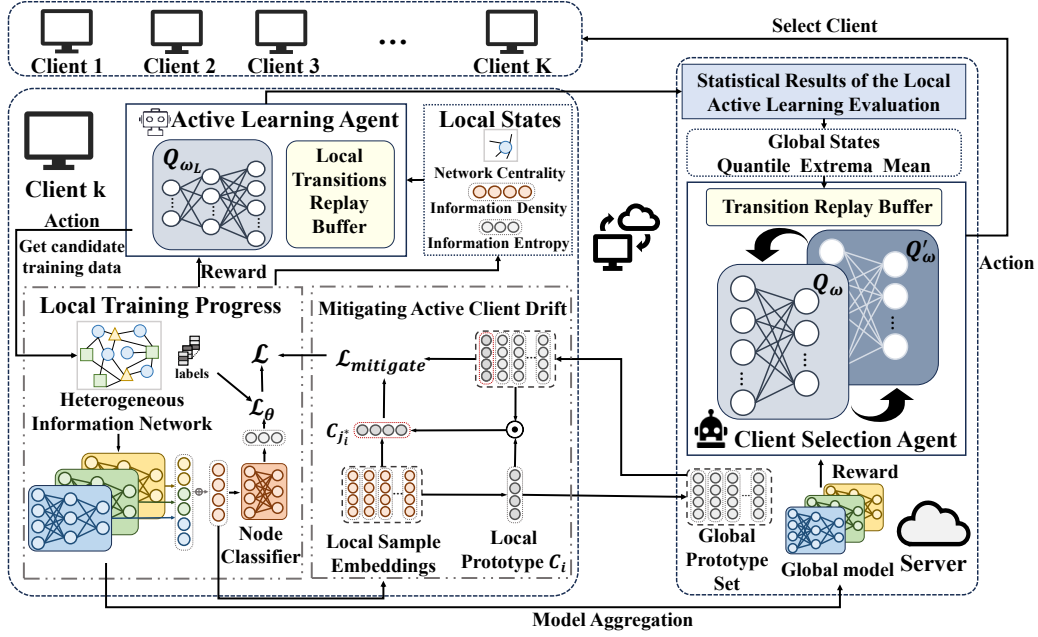 Client 1
Client 2
Client 3
...
Client K
Select Client
Client k
Active Learning Agent
Q_{ω_L}
Local
Transitions
Replay
Buffer
Local States
Network Centrality
Information Density
Information Entropy
Action
Get candidate
training data
Reward
Statistical Results of the Local
Active Learning Evaluation
Global States
Quantile Extrema Mean
Transition Replay Buffer
Q_ω
Q'_ω
Client Selection Agent
Action
Reward
Local Training Progress
labels
ℒ
ℒ_θ
Heterogeneous
Information Network
Node
Classifier
Mitigating Active Client Drift
ℒ_{mitigate}
C_{j_i^*}
Local Sample
Embeddings
Local
Prototype C_i
Global
Prototype
Set
Global model
Server
Model Aggregation